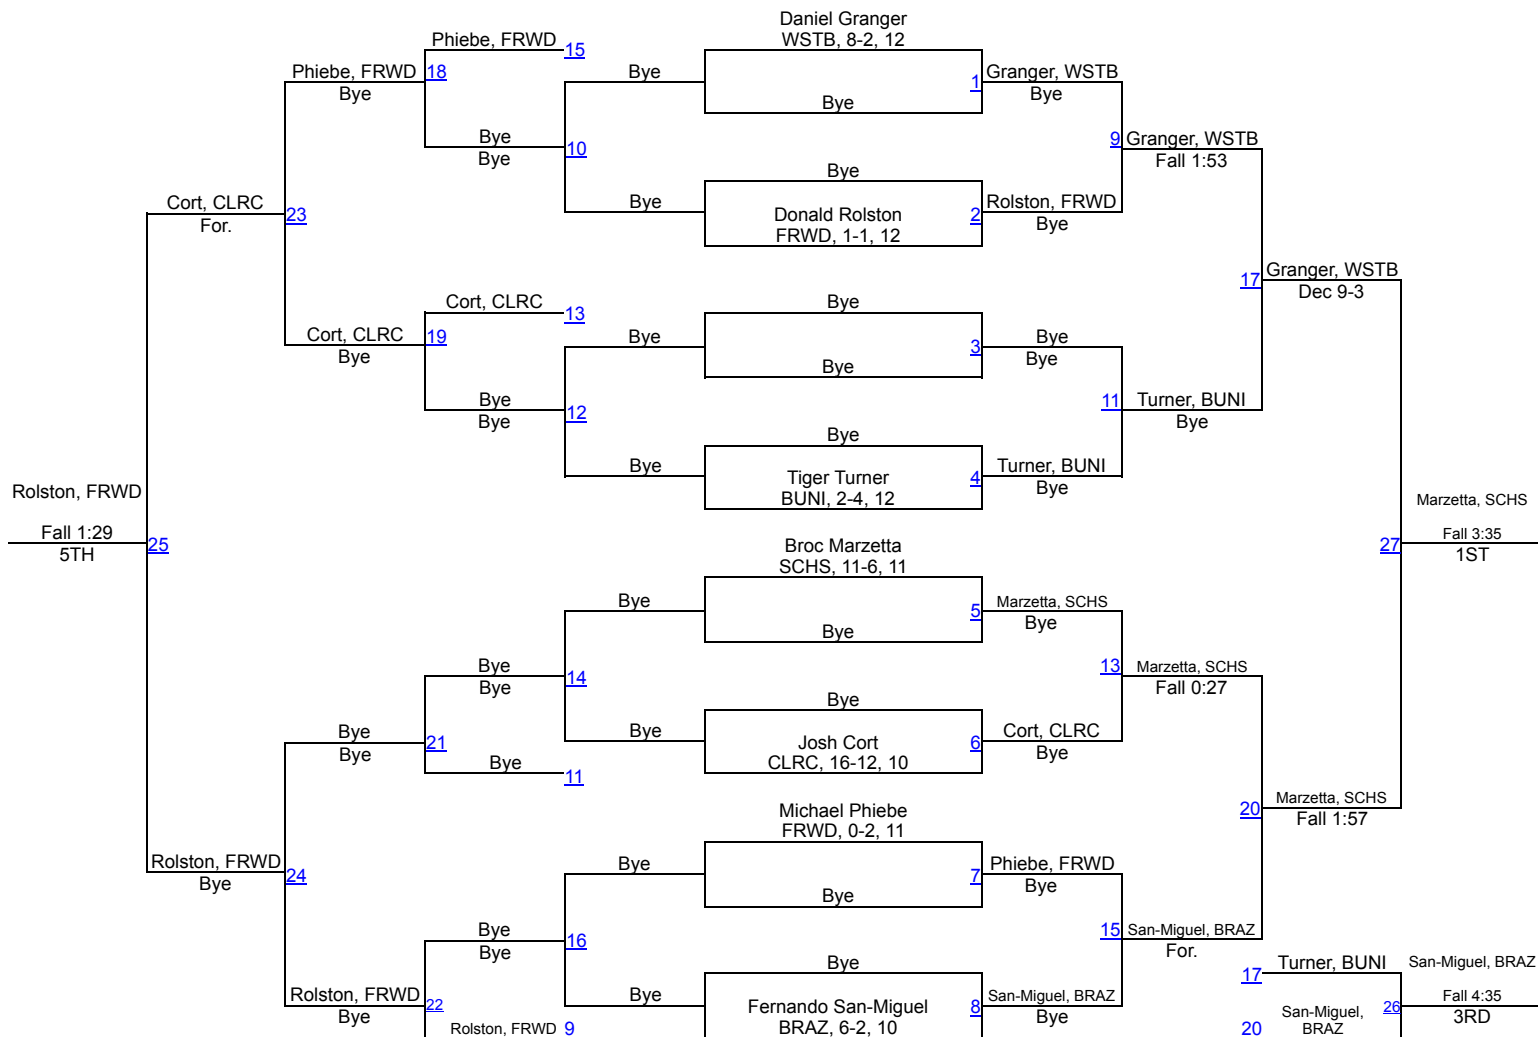 Daniel Granger
WSTB, 8-2, 12
Phiebe, FRWD
15
Phiebe, FRWD
18
Bye
Bye
1
Granger, WSTB
Bye
Bye
Bye
Bye
10
9
Granger, WSTB
Fall 1:53
Bye
Cort, CLRC
For.
23
Bye
Donald Rolston
FRWD, 1-1, 12
2
Rolston, FRWD
Bye
17
Granger, WSTB
Dec 9-3
Cort, CLRC
13
Bye
Cort, CLRC
Bye
19
Bye
3
Bye
Bye
Bye
Bye
Bye
12
11
Turner, BUNI
Bye
Bye
Bye
Tiger Turner
BUNI, 2-4, 12
4
Turner, BUNI
Bye
Rolston, FRWD
Fall 1:29
5TH
25
Marzetta, SCHS
Fall 3:35
1ST
27
Broc Marzetta
SCHS, 11-6, 11
Bye
5
Marzetta, SCHS
Bye
Bye
Bye
Bye
14
13
Marzetta, SCHS
Fall 0:27
Bye
Bye
Bye
21
Bye
Josh Cort
CLRC, 16-12, 10
6
Cort, CLRC
Bye
Bye
11
20
Marzetta, SCHS
Fall 1:57
Michael Phiebe
FRWD, 0-2, 11
Rolston, FRWD
Bye
24
Bye
7
Phiebe, FRWD
Bye
Bye
Bye
Bye
16
15
San-Miguel, BRAZ
For.
Bye
17
Turner, BUNI
San-Miguel, BRAZ
Rolston, FRWD
Bye
22
Bye
Fernando San-Miguel
BRAZ, 6-2, 10
8
San-Miguel, BRAZ
Bye
26
Fall 4:35
3RD
Rolston, FRWD
9
20
San-Miguel,
BRAZ